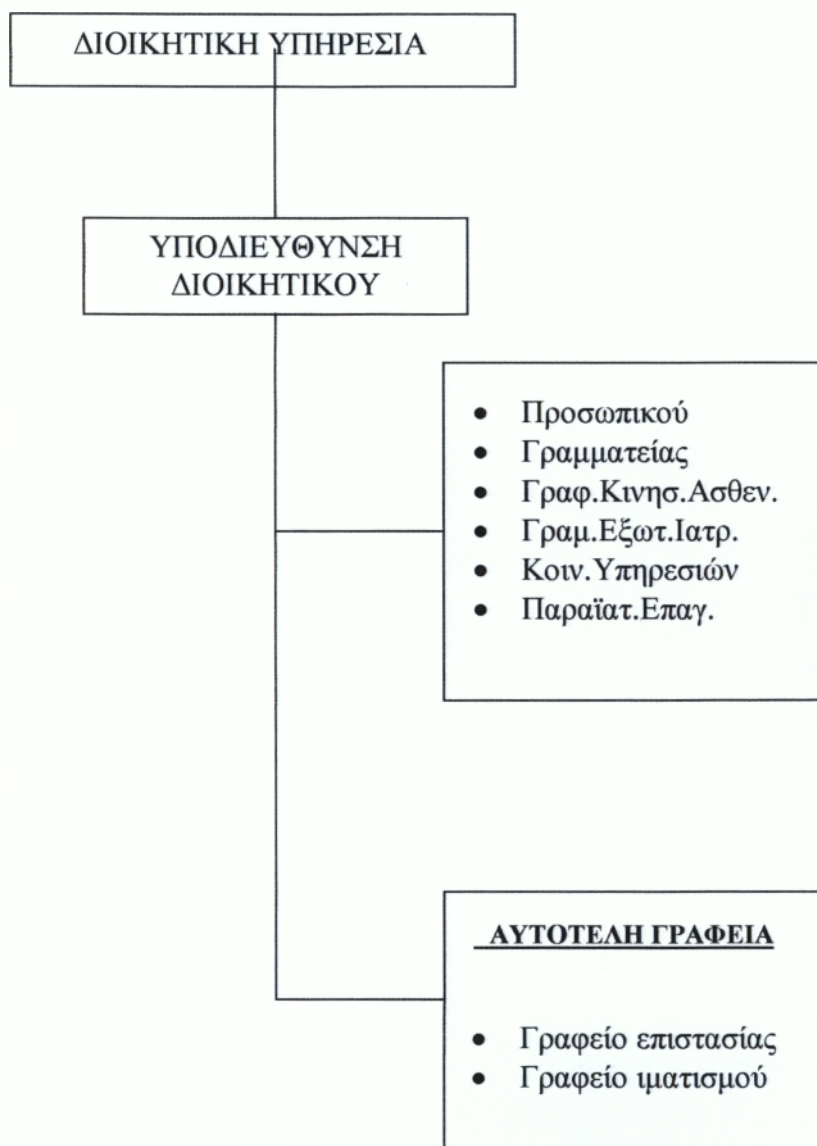 ΔΙΟΙΚΗΤΙΚΗ ΥΠΗΡΕΣΙΑ
ΥΠΟΔΙΕΥΘΥΝΣΗ
ΔΙΟΙΚΗΤΙΚΟΥ
• Προσωπικού
• Γραμματείας
• Γραφ.Κινησ.Ασθεν.
• Γραμ.Εξωτ.Ιατρ.
• Κοιν.Υπηρεσιών
• Παραϊατ.Επαγ.
ΑΥΤΟΤΕΛΗ ΓΡΑΦΕΙΑ
• Γραφείο επιστασίας
• Γραφείο ιματισμού